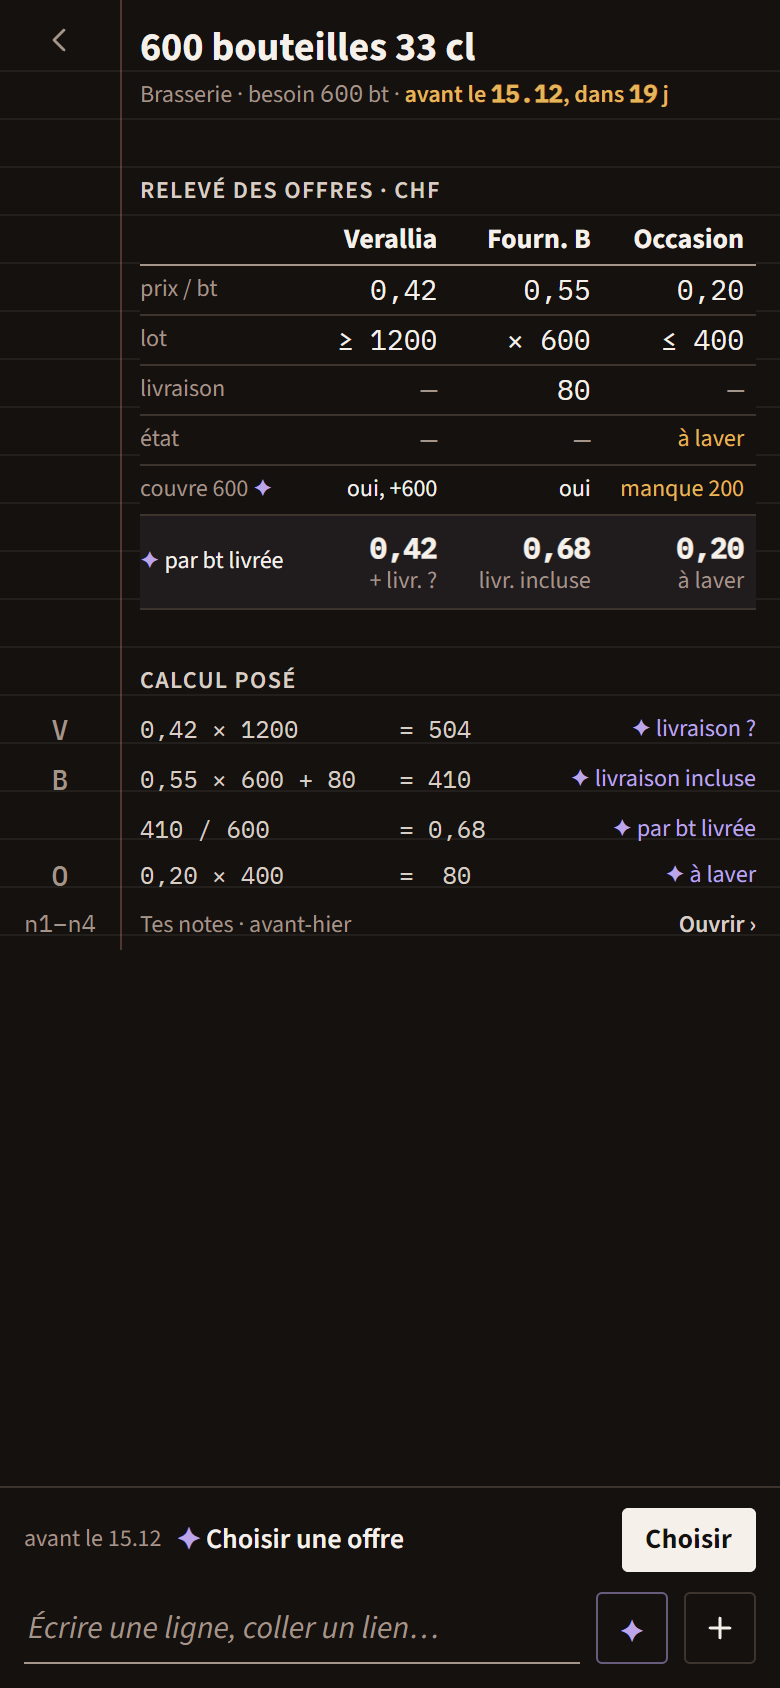 600 bouteilles 33 cl
Brasserie · besoin 600 bt · avant le 15.12, dans 19 j
RELEVÉ DES OFFRES · CHF
Verallia Fourn. B Occasion
prix / bt 0,42 0,55 0,20
lot ≥ 1200 × 600 ≤ 400
livraison — 80 —
état — — à laver
couvre 600 ✦ oui, +600 oui manque 200
✦ par bt livrée 0,42 0,68 0,20
+ livr. ? livr. incluse à laver
CALCUL POSÉ
V 0,42 × 1200 = 504 ✦ livraison ?
B 0,55 × 600 + 80 = 410 ✦ livraison incluse
410 / 600 = 0,68 ✦ par bt livrée
O 0,20 × 400 = 80 ✦ à laver
n1–n4 Tes notes · avant-hier Ouvrir ›
avant le 15.12 ✦ Choisir une offre Choisir
Écrire une ligne, coller un lien… ✦ +